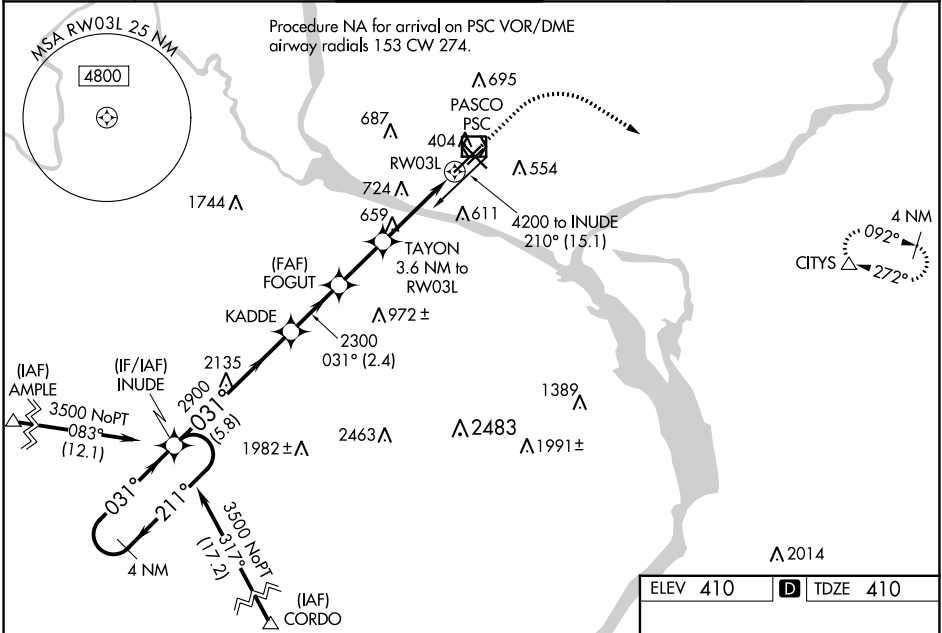 Procedure NA for arrival on PSC VOR/DME
airway radials 153 CW 274.
MSA RW03L 25 NM
4800
695
PASCO
PSC
687
404
RW03L
554
724
1744
659
611
4200 to INUDE
210° (15.1)
4 NM
092°
CITYS
272°
TAYON
3.6 NM to
RW03L
(FAF)
FOGUT
KADDE
972 ±
2300
031° (2.4)
2135
(IF/IAF)
INUDE
(IAF)
AMPLE
3500 NoPT
083°
(12.1)
2900
031°
(5.8)
1389
1982 ±
2463
2483
1991 ±
031°
211°
4 NM
3500 NoPT
317°
(17.2)
(IAF)
CORDO
2014
ELEV 410 D TDZE 410